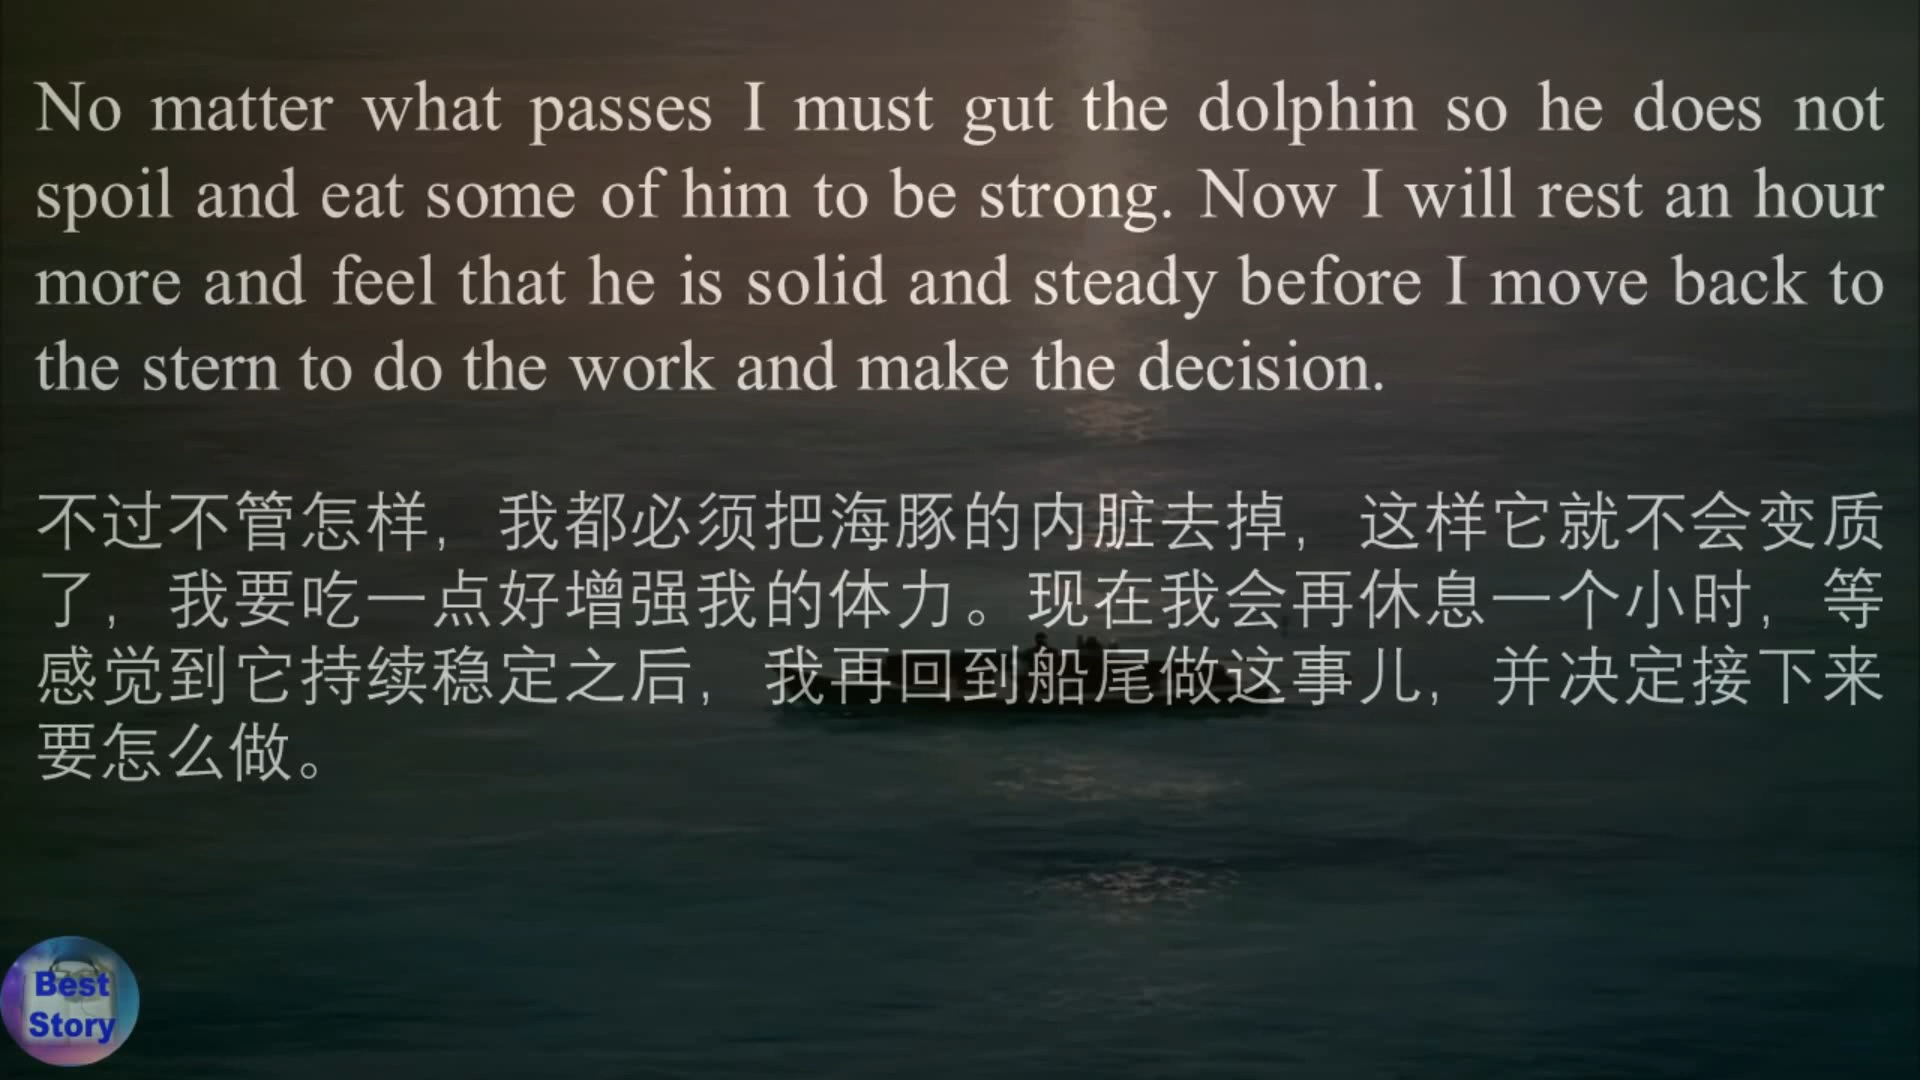 No matter what passes I must gut the dolphin so he does not
spoil and eat some of him to be strong. Now I will rest an hour
more and feel that he is solid and steady before I move back to
the stern to do the work and make the decision.
不过不管怎样，我都必须把海豚的内脏去掉，这样它就不会变质
了，我要吃一点好增强我的体力。现在我会再休息一个小时，等
感觉到它持续稳定之后，我再回到船尾做这事儿，并决定接下来
要怎么做。
Best
Story